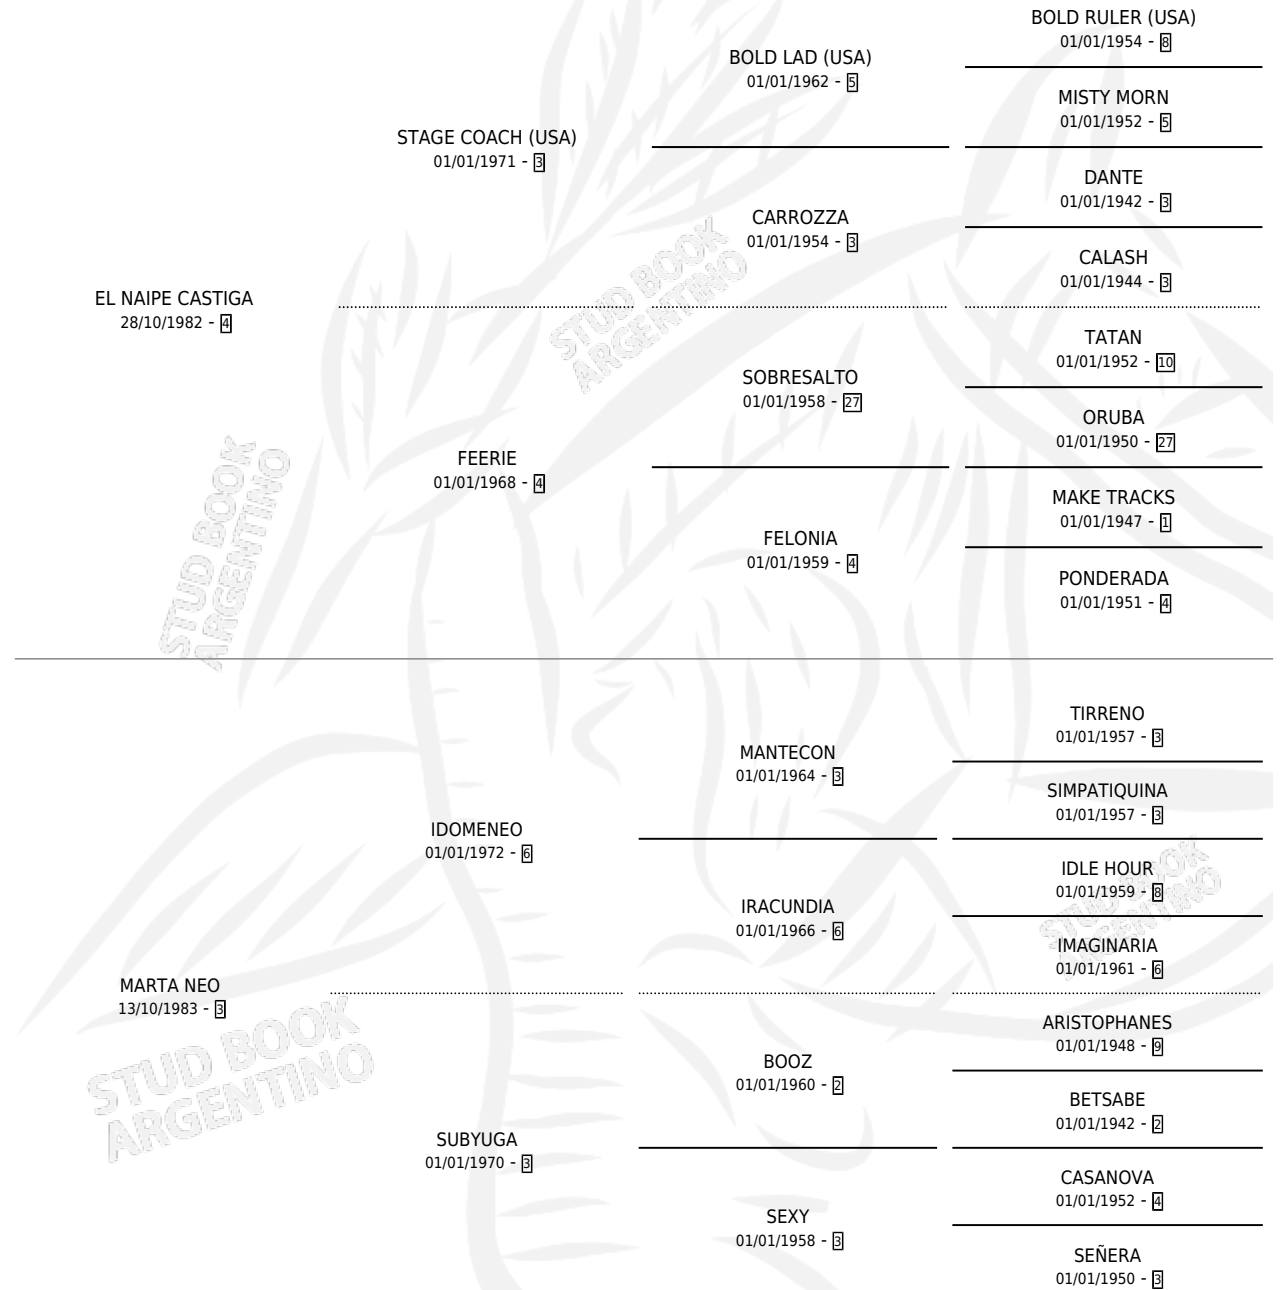 BOLD RULER (USA)
01/01/1954 - 8
BOLD LAD (USA)
01/01/1962 - 5
MISTY MORN
01/01/1952 - 5
STAGE COACH (USA)
01/01/1971 - 3
DANTE
01/01/1942 - 3
CARROZZA
01/01/1954 - 3
CALASH
01/01/1944 - 3
EL NAIPE CASTIGA
28/10/1982 - 4
STUD BOOK
ARGENTINO
TATAN
01/01/1952 - 10
SOBRESALTO
01/01/1958 - 27
ORUBA
01/01/1950 - 27
FEERIE
01/01/1968 - 4
MAKE TRACKS
01/01/1947 - 1
FELONIA
01/01/1959 - 4
PONDERADA
01/01/1951 - 4
STUD BOOK
ARGENTINO
TIRRENO
01/01/1957 - 3
MANTECON
01/01/1964 - 3
SIMPATIQUINA
01/01/1957 - 3
IDOMENEO
01/01/1972 - 6
IDLE HOUR
01/01/1959 - 8
IRACUNDIA
01/01/1966 - 6
STUD BOOK
ARGENTINO
IMAGINARIA
01/01/1961 - 6
MARTA NEO
13/10/1983 - 3
STUD BOOK
ARGENTINO
ARISTOPHANES
01/01/1948 - 9
BOOZ
01/01/1960 - 2
BETSABE
01/01/1942 - 2
SUBYUGA
01/01/1970 - 3
CASANOVA
01/01/1952 - 4
SEXY
01/01/1958 - 3
SEÑERA
01/01/1950 - 3